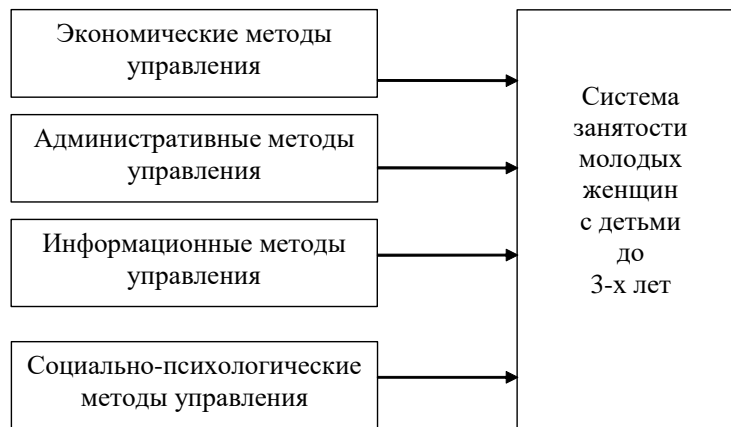 Экономические методы
управления
Административные методы
управления
Информационные методы
управления
Социально-психологические
методы управления
Система
занятости
молодых
женщин
с детьми
до
3-х лет